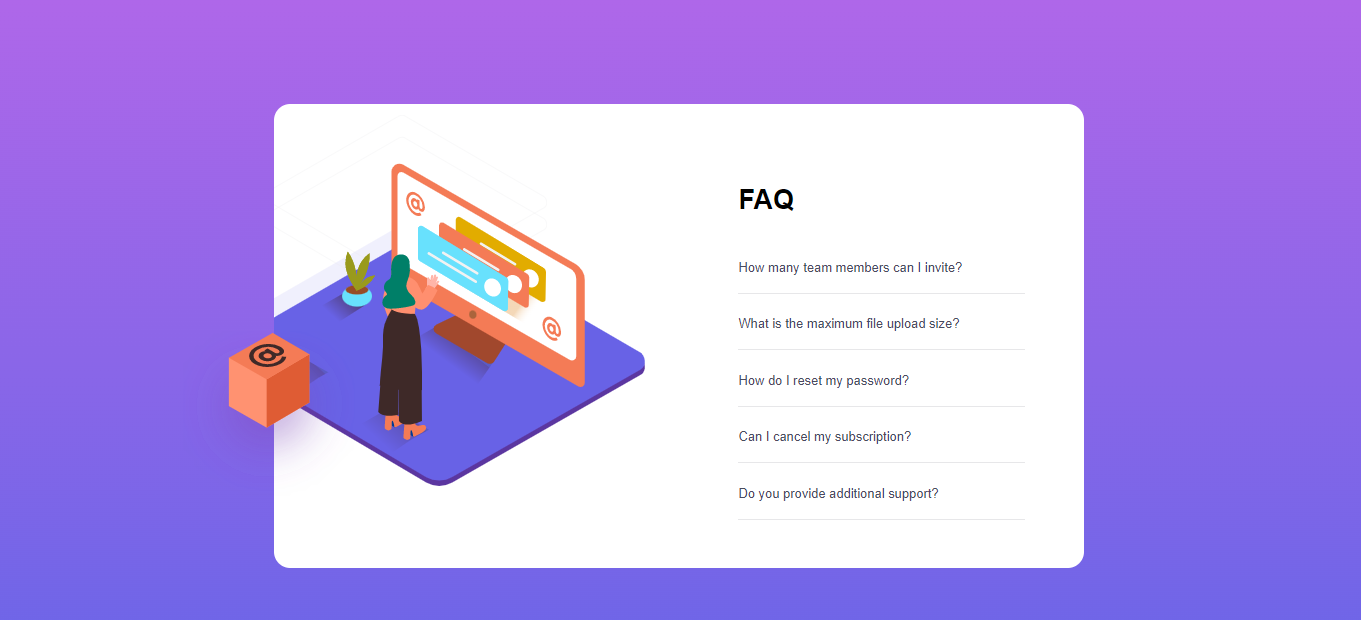 @
@
@
FAQ
How many team members can I invite?
What is the maximum file upload size?
How do I reset my password?
Can I cancel my subscription?
Do you provide additional support?